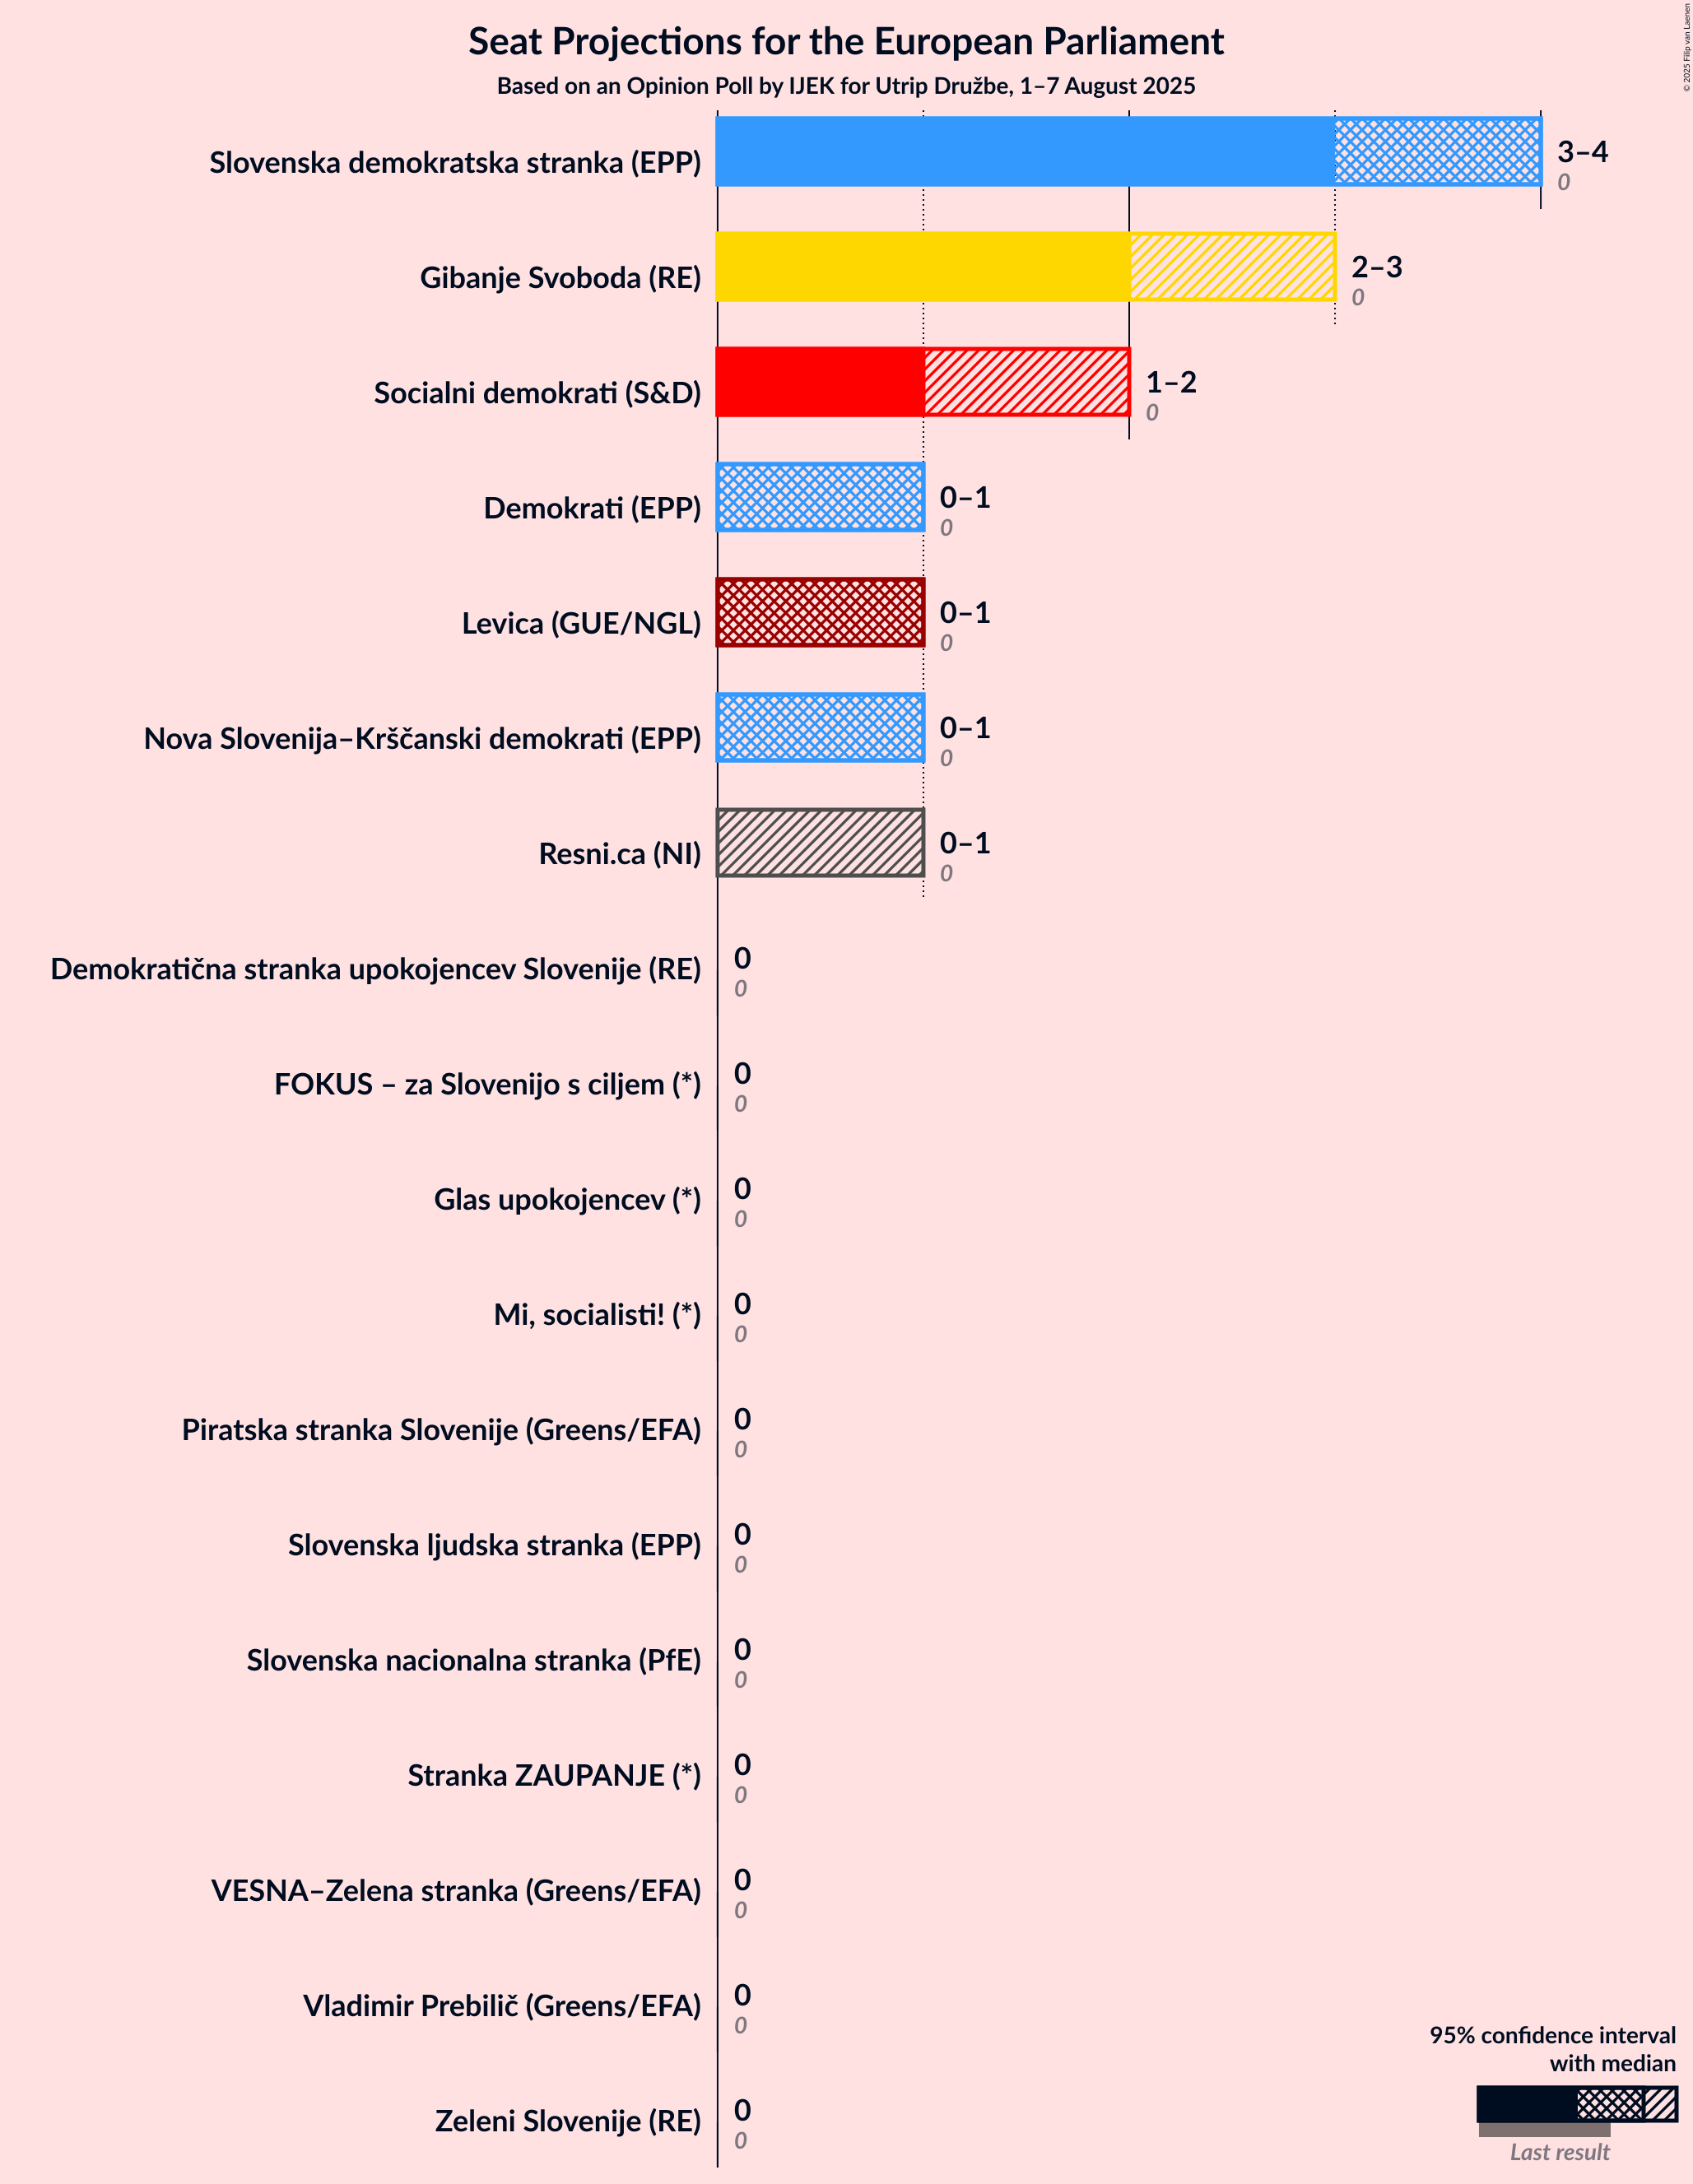 Seat Projections for the European Parliament
Based on an Opinion Poll by IJEK for Utrip Družbe, 1–7 August 2025
© 2025 Filip van Laenen
Slovenska demokratska stranka (EPP)
3–4
0
Gibanje Svoboda (RE)
2–3
0
Socialni demokrati (S&D)
1–2
0
Demokrati (EPP)
0–1
0
Levica (GUE/NGL)
0–1
0
Nova Slovenija–Krščanski demokrati (EPP)
0–1
0
Resni.ca (NI)
0–1
0
Demokratična stranka upokojencev Slovenije (RE)
0
0
FOKUS – za Slovenijo s ciljem (*)
0
0
Glas upokojencev (*)
0
0
Mi, socialisti! (*)
0
0
Piratska stranka Slovenije (Greens/EFA)
0
0
Slovenska ljudska stranka (EPP)
0
0
Slovenska nacionalna stranka (PfE)
0
0
Stranka ZAUPANJE (*)
0
0
VESNA–Zelena stranka (Greens/EFA)
0
0
Vladimir Prebilič (Greens/EFA)
0
0
Zeleni Slovenije (RE)
0
0
95% confidence interval
with median
Last result